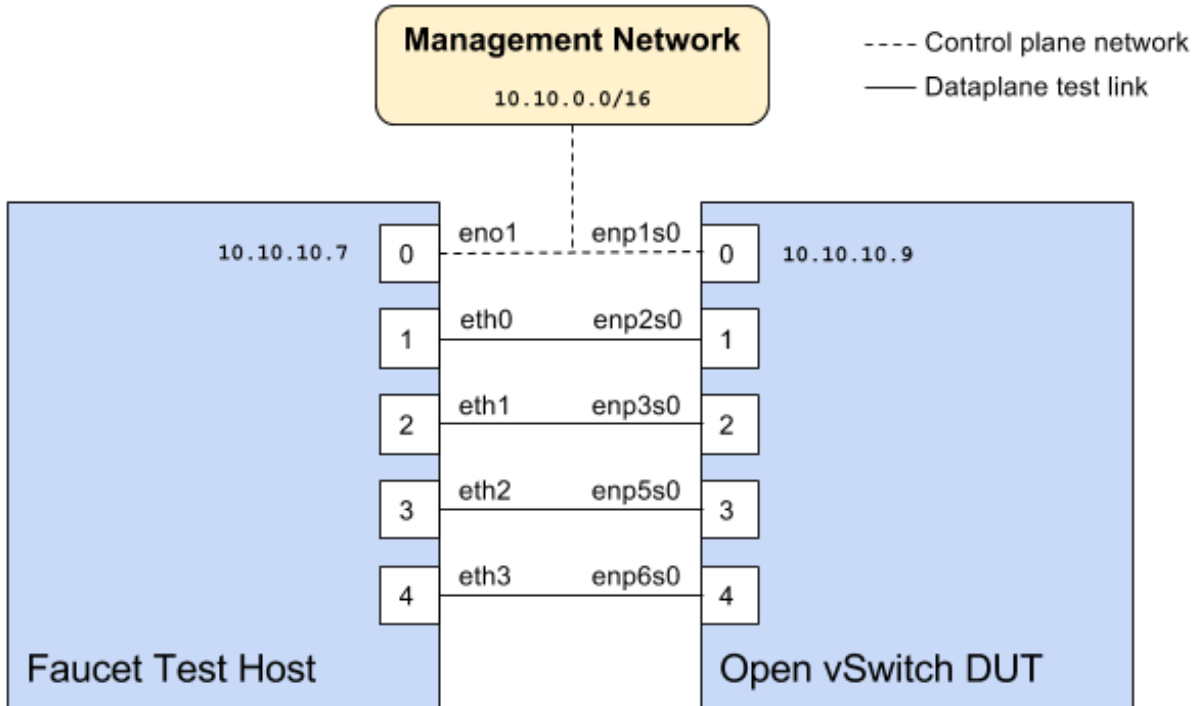 Management Network
10.10.0.0/16
Control plane network
Dataplane test link
10.10.10.7 0 eno1 enp1s0 0 10.10.10.9
1 eth0 enp2s0 1
2 eth1 enp3s0 2
3 eth2 enp5s0 3
4 eth3 enp6s0 4
Faucet Test Host
Open vSwitch DUT